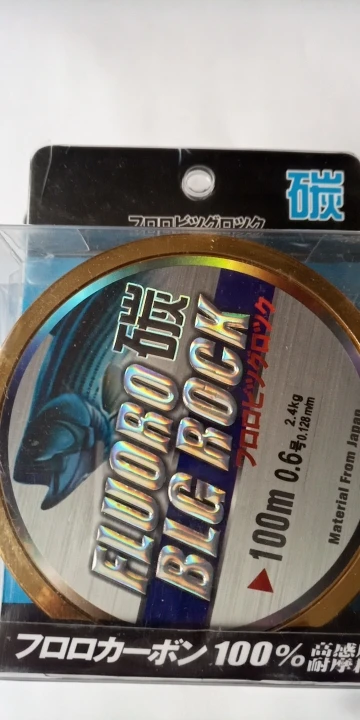 碳
フロロビッグロック
碳
FLUORO
BIG ROCK
フロロビッグロック
100m 0.6号 2.4kg
0.128m/m
Material From Japan
フロロカーボン 100% 高感度
耐摩耗